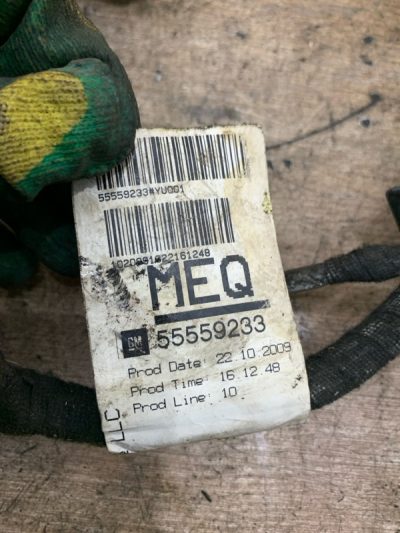 55559233*YU001
1020091022161248
MEQ
GM 55559233
Prod Date: 22.10.2009
Prod Time: 16.12.48
Prod Line: 10
LLC